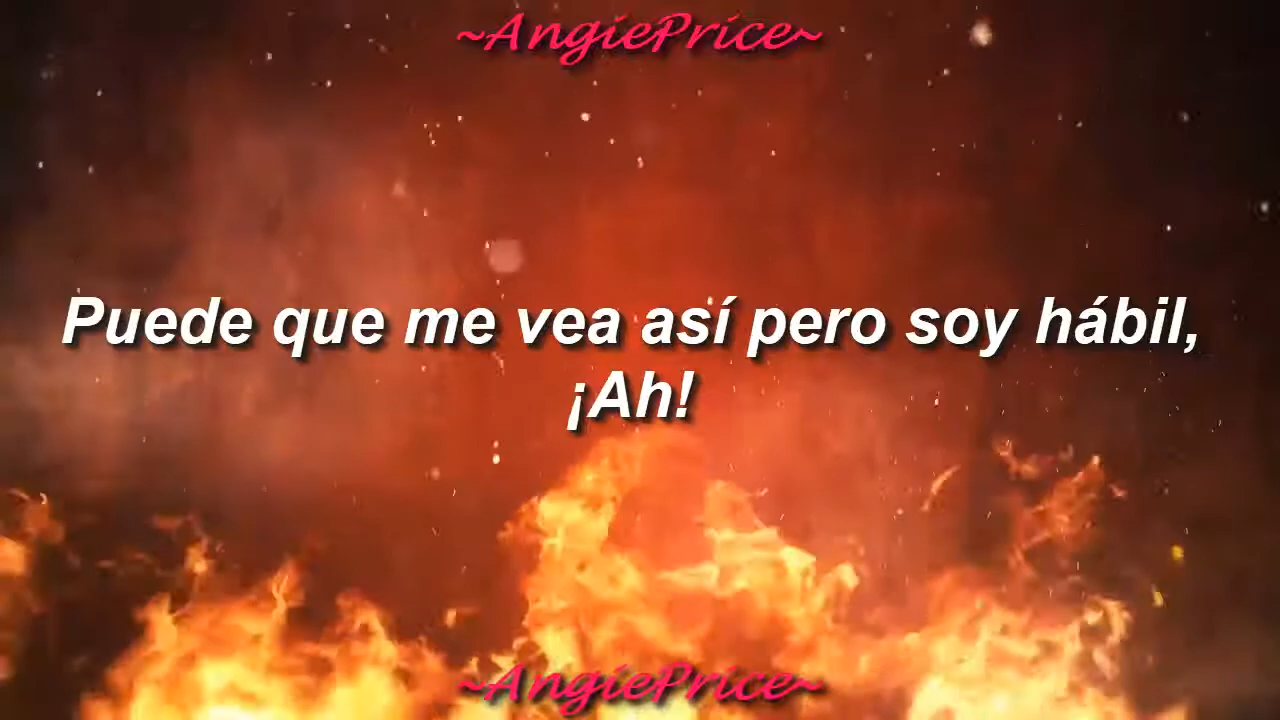 ~AngiePrice~
Puede que me vea así pero soy hábil,
¡Ah!
~AngiePrice~